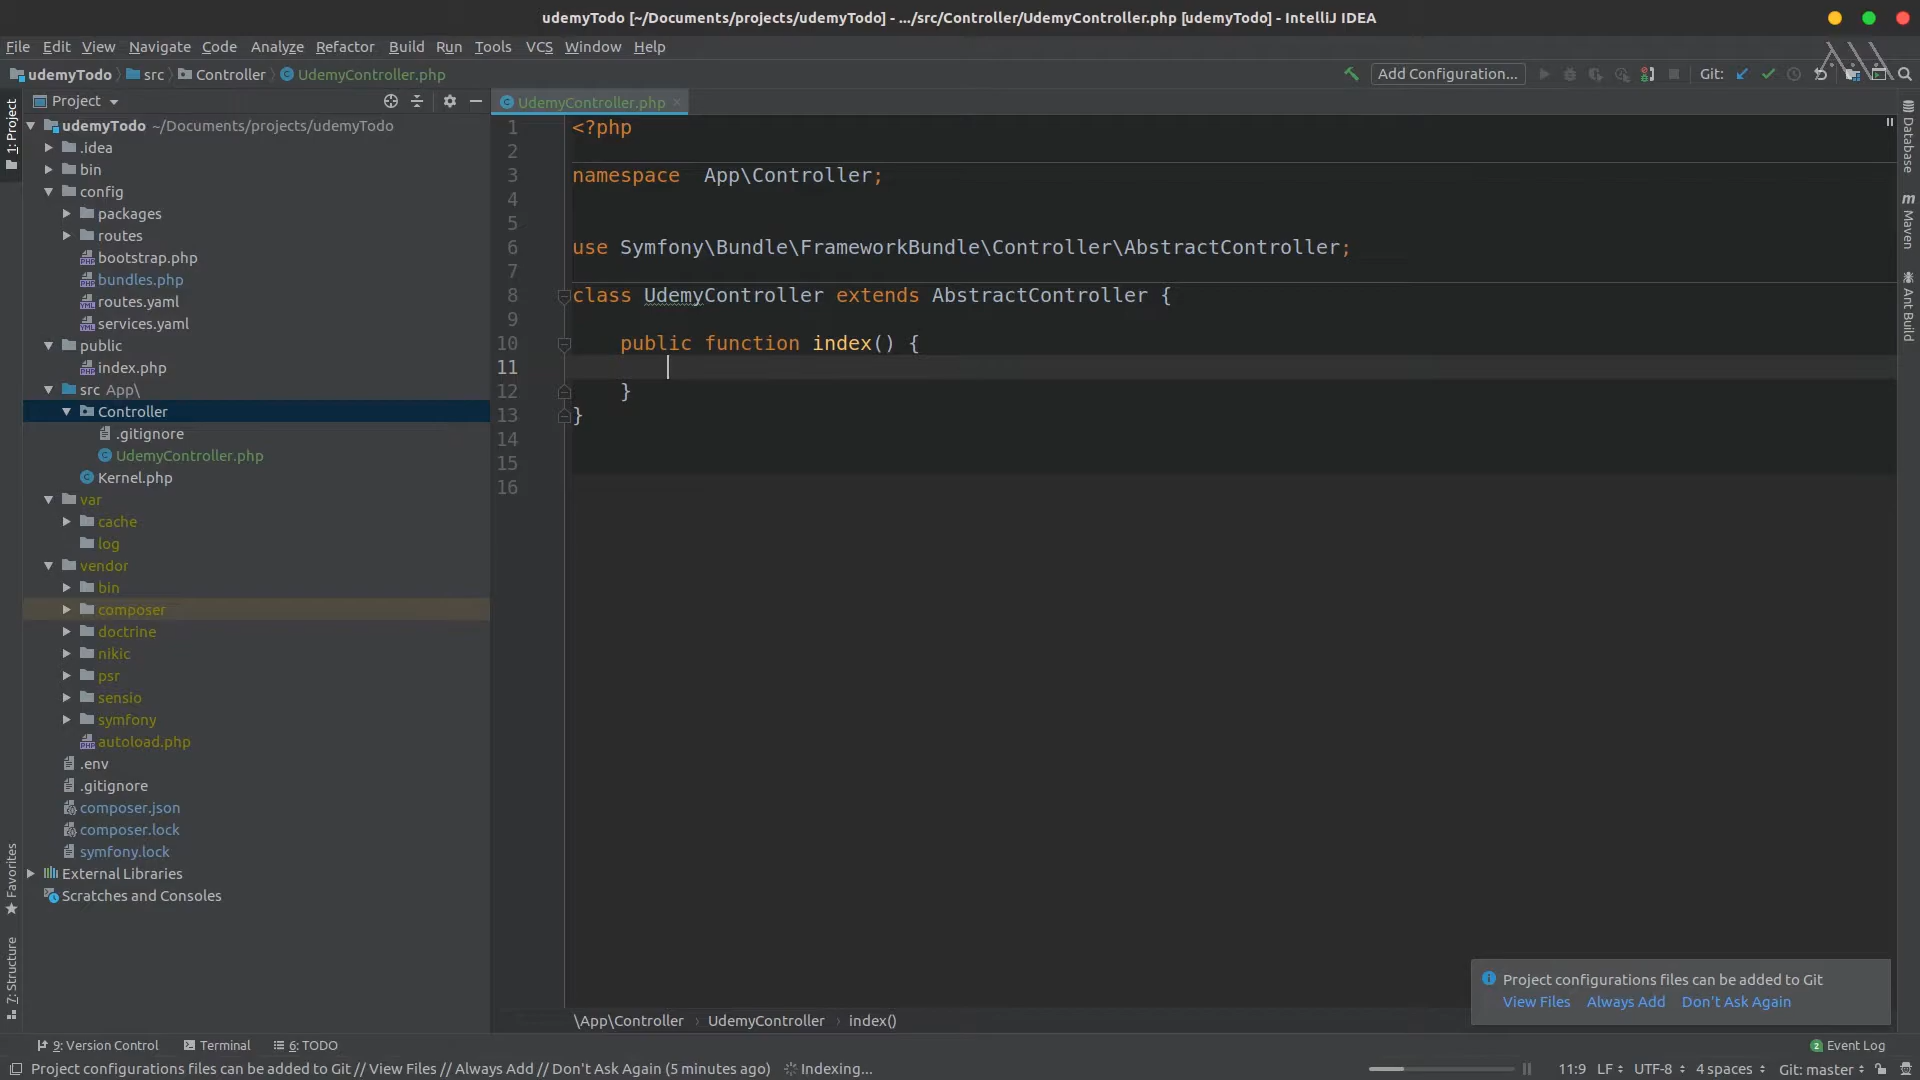 udemyTodo [~/Documents/projects/udemyTodo] - .../src/Controller/UdemyController.php [udemyTodo] - IntelliJ IDEA
File Edit View Navigate Code Analyze Refactor Build Run Tools VCS Window Help
udemyTodo src Controller UdemyController.php Add Configuration... Git:
1: Project
Project
UdemyController.php
udemyTodo ~/Documents/projects/udemyTodo
.idea
bin
config
packages
routes
bootstrap.php
bundles.php
routes.yaml
services.yaml
public
index.php
src App\
Controller
.gitignore
UdemyController.php
Kernel.php
var
cache
log
vendor
bin
composer
doctrine
nikic
psr
sensio
symfony
autoload.php
.env
.gitignore
composer.json
composer.lock
symfony.lock
External Libraries
Scratches and Consoles
Favorites
7: Structure
1 <?php
2
3 namespace  App\Controller;
4
5
6 use Symfony\Bundle\FrameworkBundle\Controller\AbstractController;
7
8 class UdemyController extends AbstractController {
9
10     public function index() {
11
12     }
13 }
14
15
16
Database
m Maven
Ant Build
Project configurations files can be added to Git
View Files Always Add Don't Ask Again
\App\Controller UdemyController index()
9: Version Control Terminal 6: TODO 2 Event Log
Project configurations files can be added to Git // View Files // Always Add // Don't Ask Again (5 minutes ago) Indexing... 11:9 LF UTF-8 4 spaces Git: master